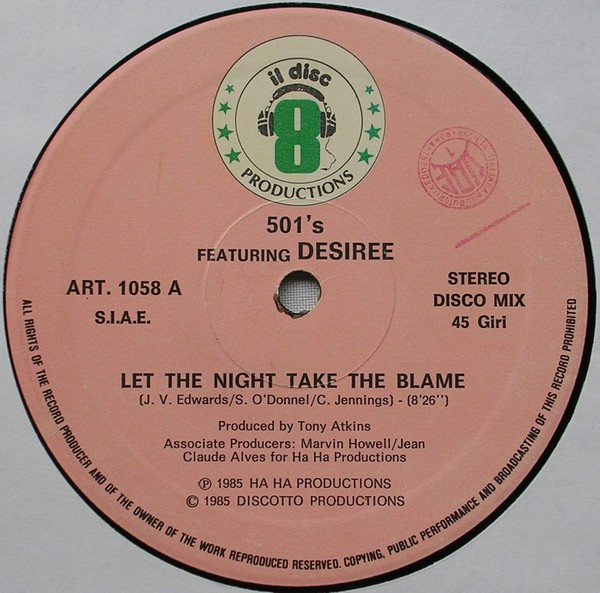 il disc
8
PRODUCTIONS
501's
FEATURING DESIREE
ART. 1058 A
S.I.A.E.
STEREO
DISCO MIX
45 Giri
LET THE NIGHT TAKE THE BLAME
(J. V. Edwards/S. O'Donnel/C. Jennings) - (8'26'')
Produced by Tony Atkins
Associate Producers: Marvin Howell/Jean
Claude Alves for Ha Ha Productions
℗ 1985 HA HA PRODUCTIONS
© 1985 DISCOTTO PRODUCTIONS
ALL RIGHTS OF THE RECORD PRODUCER AND OF THE OWNER OF THE WORK REPRODUCED RESERVED. COPYING, PUBLIC PERFORMANCE AND BROADCASTING OF THIS RECORD PROHIBITED